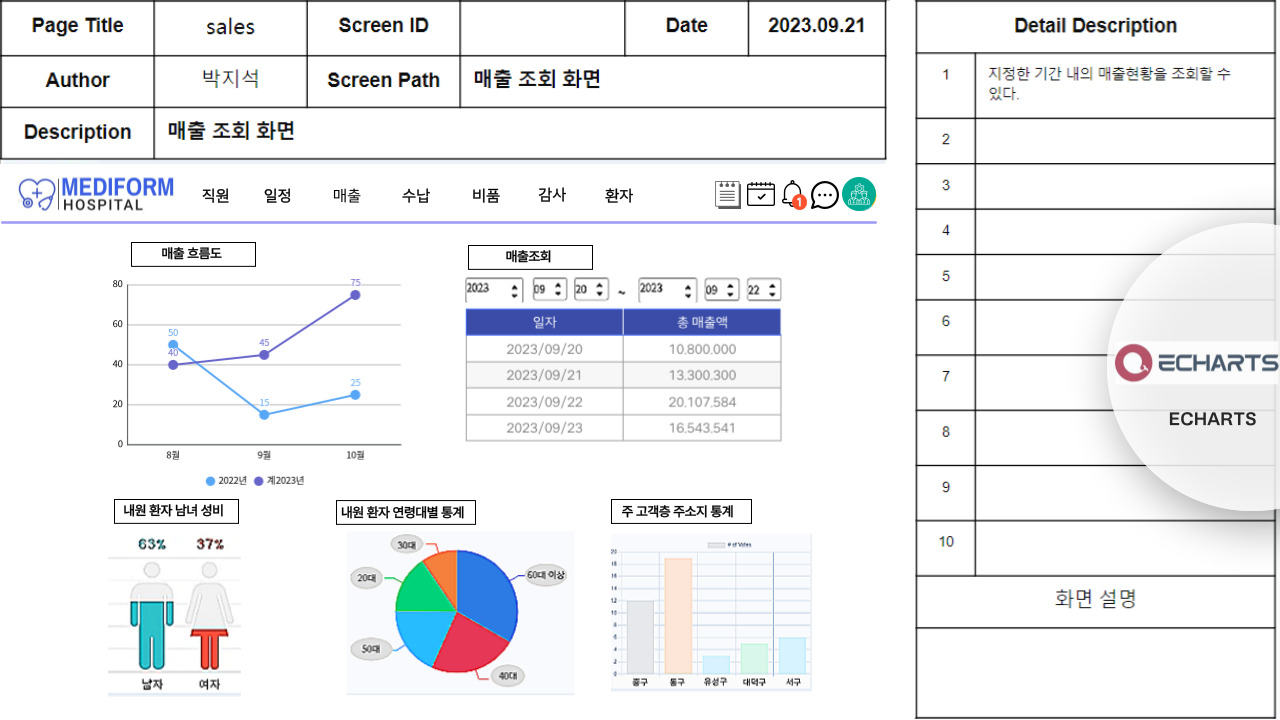 Page Title sales Screen ID Date 2023.09.21
Author 박지석 Screen Path 매출 조회 화면
Description 매출 조회 화면
Detail Description
1 지정한 기간 내의 매출현황을 조회할 수
있다.
2
3
4
5
6
7
8
9
10
화면 설명
ECHARTS
ECHARTS
MEDIFORM
HOSPITAL
직원 일정 매출 수납 비품 감사 환자
1
매출 흐름도
80
60
40
20
0
50
40
15
45
75
25
8월 9월 10월
2022년 계2023년
매출조회
2023 09 20 ~ 2023 09 22
일자 총 매출액
2023/09/20 10.800.000
2023/09/21 13.300.300
2023/09/22 20.107.584
2023/09/23 16.543.541
내원 환자 남녀 성비
63% 37%
남자 여자
내원 환자 연령대별 통계
30대
20대
60대 이상
50대
40대
주 고객층 주소지 통계
# of Votes
20
18
16
14
12
10
8
6
4
2
0
중구 동구 유성구 대덕구 서구